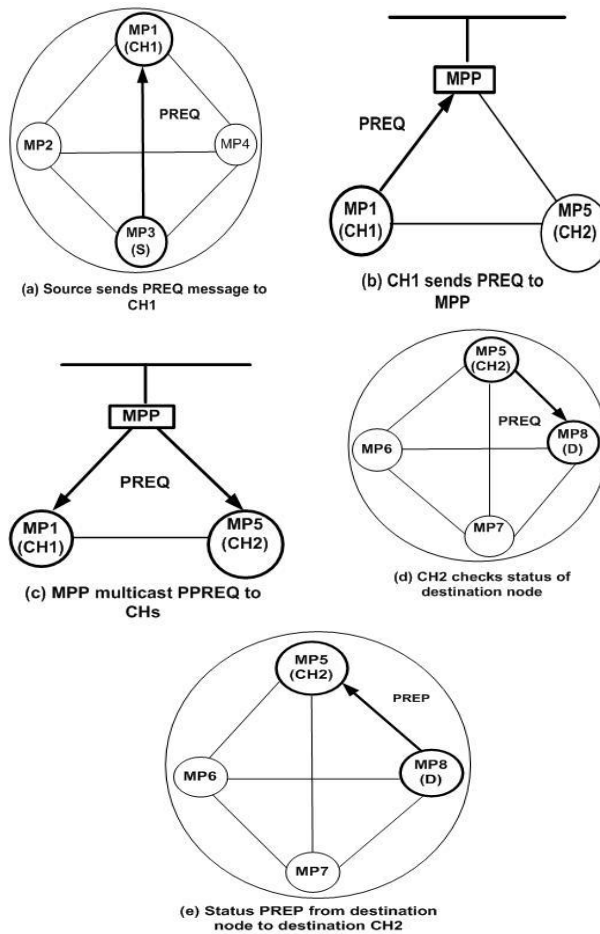 MP1
(CH1)
PREQ
MP2
MP4
MP3
(S)
(a) Source sends PREQ message to
CH1
MPP
PREQ
MP1
(CH1)
MP5
(CH2)
(b) CH1 sends PREQ to
MPP
MPP
PREQ
MP1
(CH1)
MP5
(CH2)
(c) MPP multicast PPREQ to
CHs
MP5
(CH2)
PREQ
MP6
MP8
(D)
MP7
(d) CH2 checks status of
destination node
MP5
(CH2)
PREP
MP6
MP8
(D)
MP7
(e) Status PREP from destination
node to destination CH2